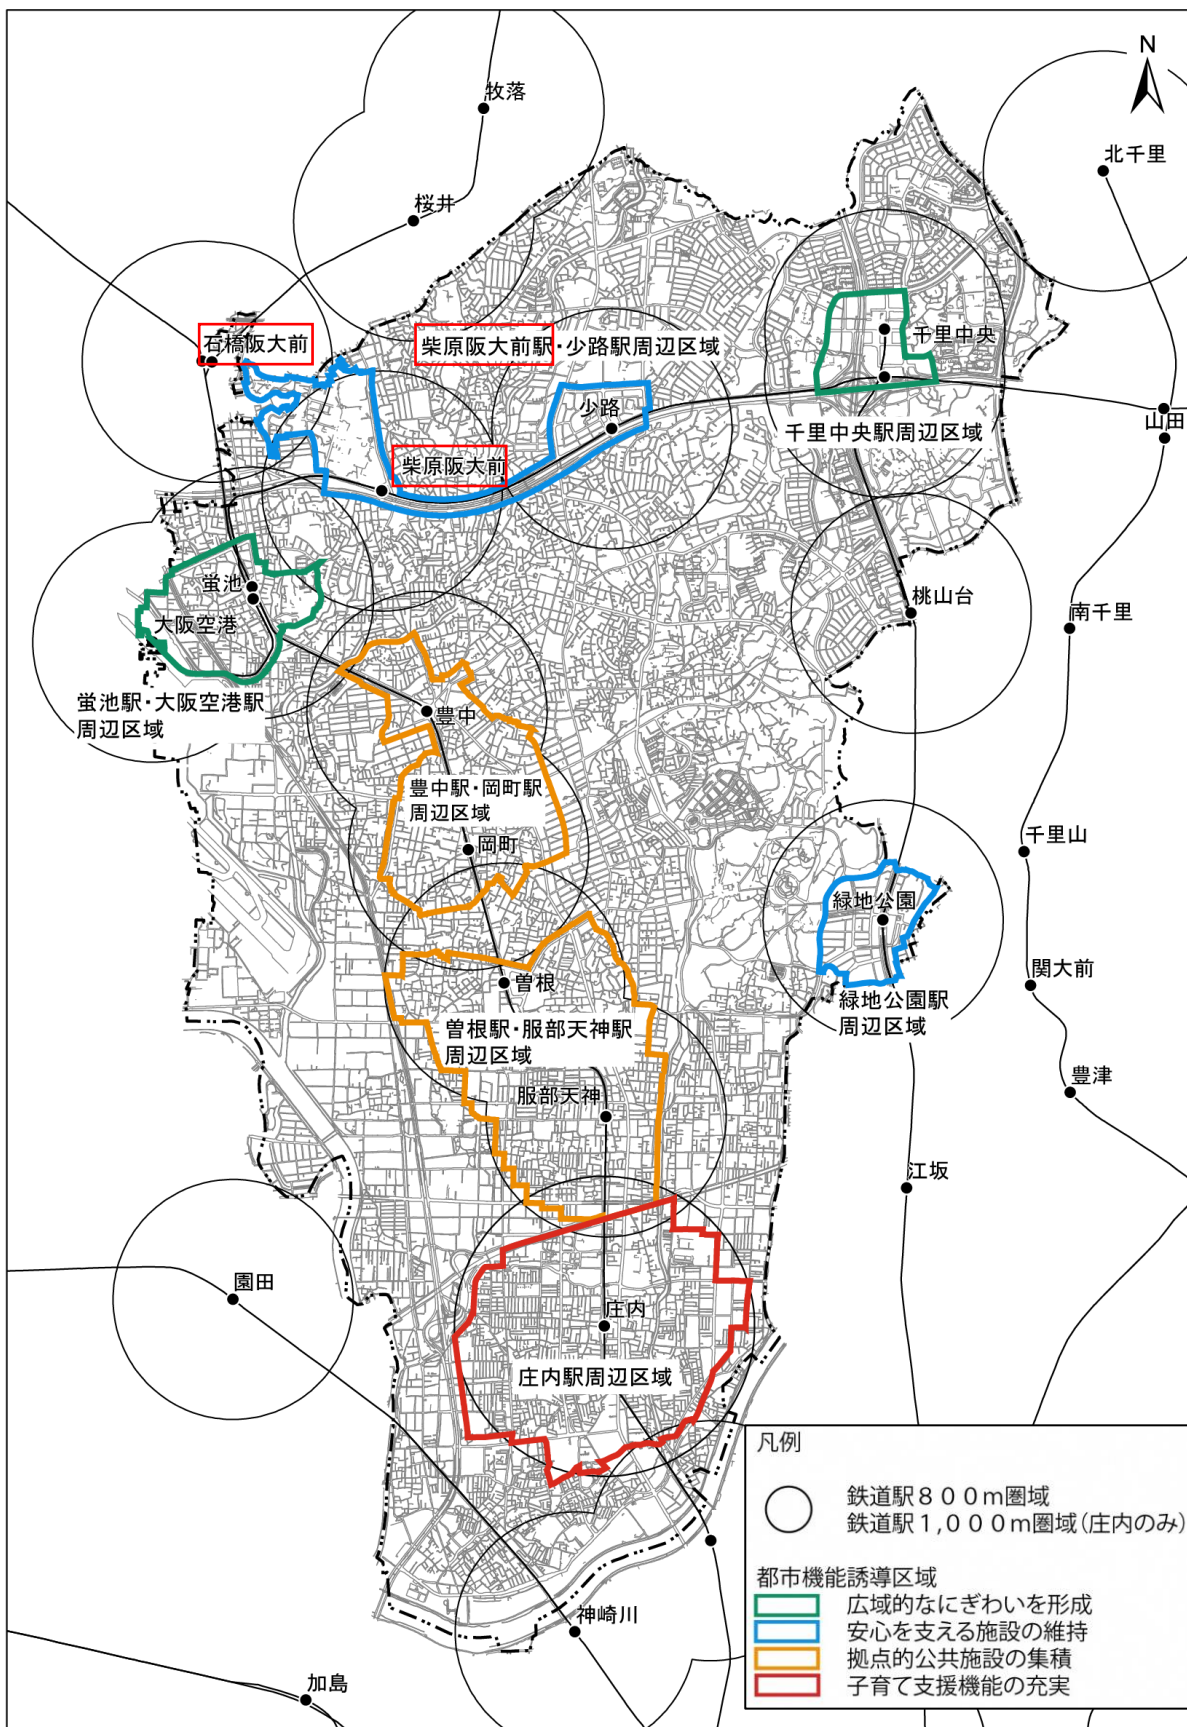 N
牧落
北千里
桜井
石橋阪大前
柴原阪大前駅・少路駅周辺区域
千里中央
少路
山田
千里中央駅周辺区域
柴原阪大前
蛍池
大阪空港
桃山台
南千里
蛍池駅・大阪空港駅
周辺区域
豊中
豊中駅・岡町駅
周辺区域
岡町
千里山
緑地公園
関大前
曽根
緑地公園駅
周辺区域
曽根駅・服部天神駅
周辺区域
豊津
服部天神
江坂
園田
庄内
庄内駅周辺区域
神崎川
加島
凡例
鉄道駅800m圏域
鉄道駅1,000m圏域(庄内のみ)
都市機能誘導区域
広域的なにぎわいを形成
安心を支える施設の維持
拠点的公共施設の集積
子育て支援機能の充実